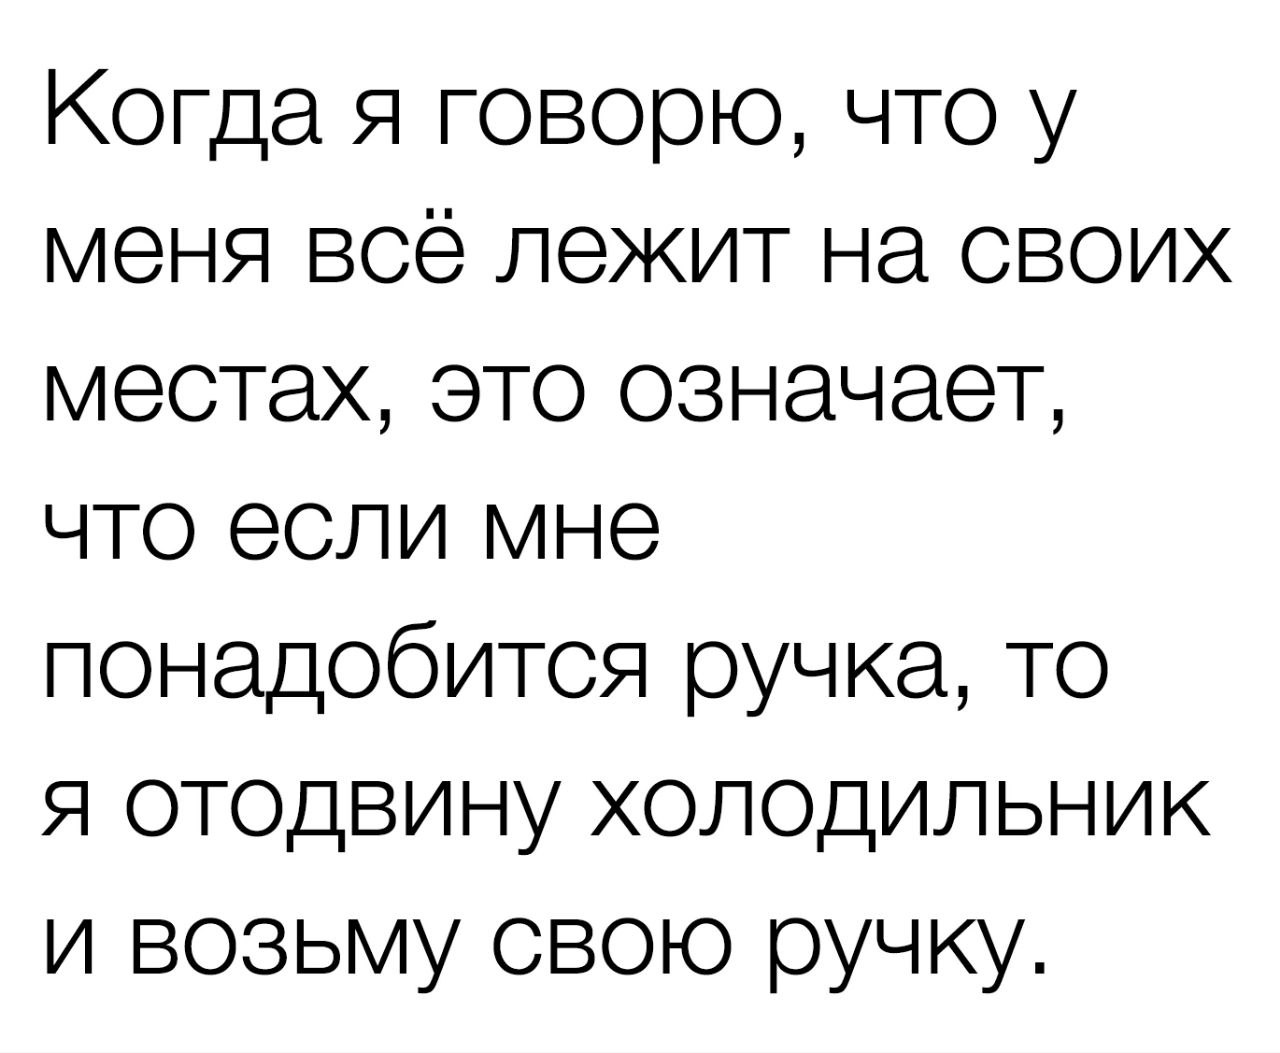 Когда я говорю, что у
меня всё лежит на своих
местах, это означает,
что если мне
понадобится ручка, то
я отодвину холодильник
и возьму свою ручку.